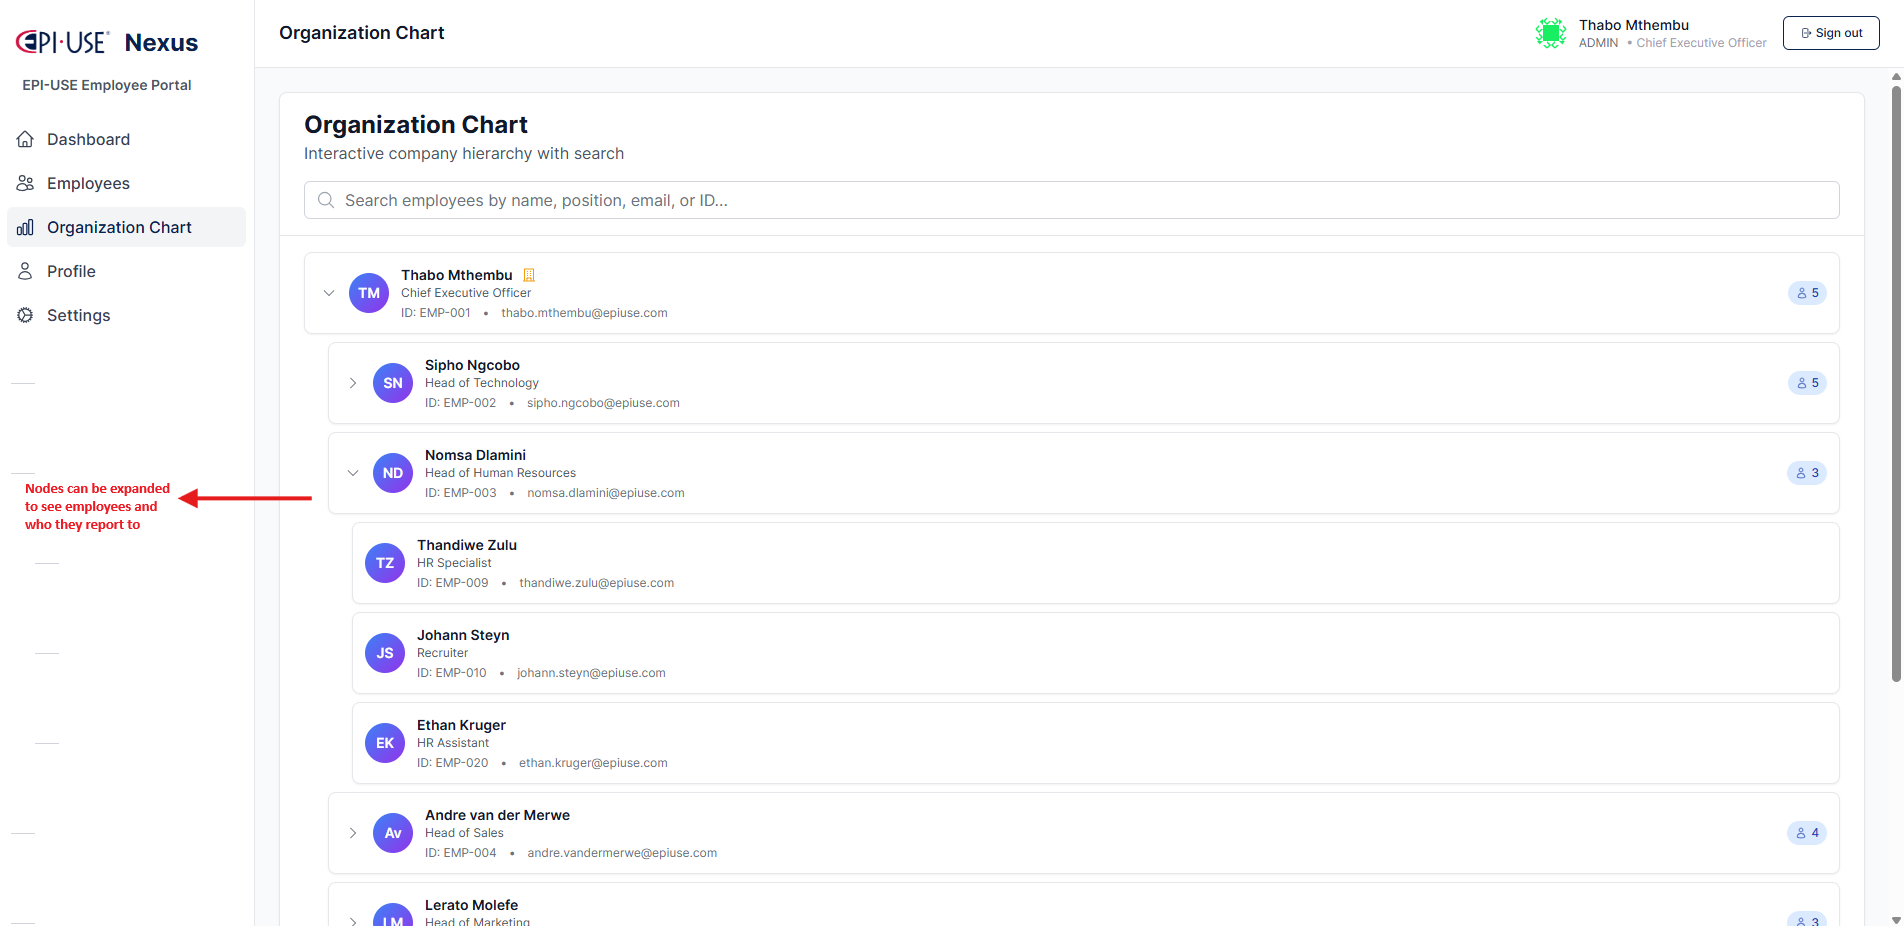 EPI·USE® Nexus
EPI-USE Employee Portal
Dashboard
Employees
Organization Chart
Profile
Settings
Nodes can be expanded
to see employees and
who they report to
Organization Chart
Thabo Mthembu
ADMIN • Chief Executive Officer
Sign out
Organization Chart
Interactive company hierarchy with search
Search employees by name, position, email, or ID...
TM
Thabo Mthembu
Chief Executive Officer
ID: EMP-001 • thabo.mthembu@epiuse.com
5
SN
Sipho Ngcobo
Head of Technology
ID: EMP-002 • sipho.ngcobo@epiuse.com
5
ND
Nomsa Dlamini
Head of Human Resources
ID: EMP-003 • nomsa.dlamini@epiuse.com
3
TZ
Thandiwe Zulu
HR Specialist
ID: EMP-009 • thandiwe.zulu@epiuse.com
JS
Johann Steyn
Recruiter
ID: EMP-010 • johann.steyn@epiuse.com
EK
Ethan Kruger
HR Assistant
ID: EMP-020 • ethan.kruger@epiuse.com
Av
Andre van der Merwe
Head of Sales
ID: EMP-004 • andre.vandermerwe@epiuse.com
4
LM
Lerato Molefe
Head of Marketing
3